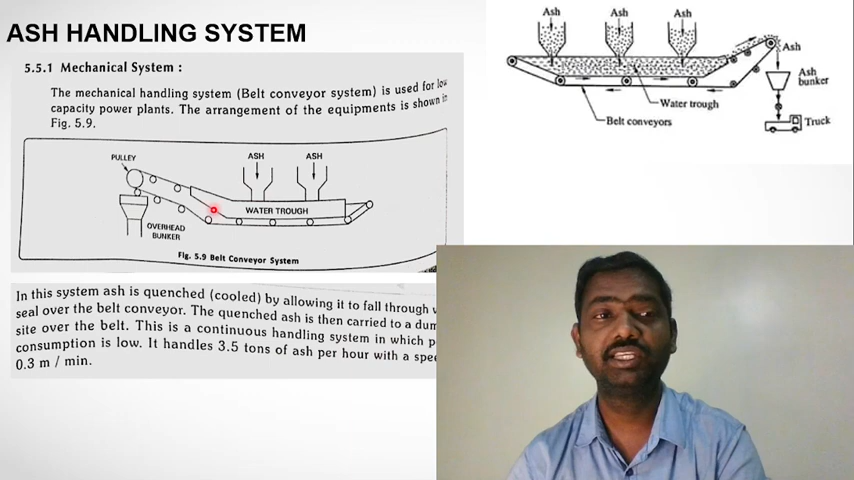 ASH HANDLING SYSTEM
5.5.1 Mechanical System :
The mechanical handling system (Belt conveyor system) is used for low
capacity power plants. The arrangement of the equipments is shown in
Fig. 5.9.
PULLEY
ASH
ASH
WATER TROUGH
OVERHEAD
BUNKER
Fig. 5.9 Belt Conveyor System
In this system ash is quenched (cooled) by allowing it to fall through
seal over the belt conveyor. The quenched ash is then carried to a
site over the belt. This is a continuous handling system in which
consumption is low. It handles 3.5 tons of ash per hour with a
0.3 m / min.
Ash
Ash
Ash
Ash
Ash
bunker
Water trough
Belt conveyors
Truck